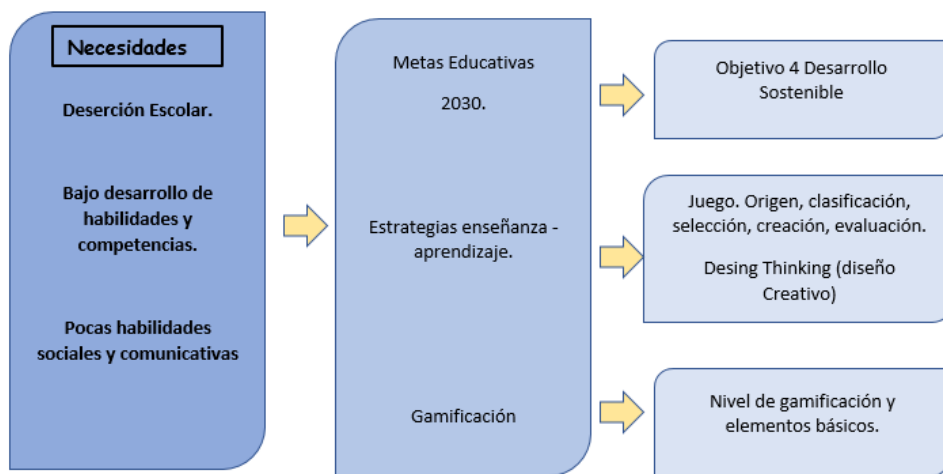 Necesidades
Deserción Escolar.
Bajo desarrollo de
habilidades y
competencias.
Pocas habilidades
sociales y comunicativas
Metas Educativas
2030.
Estrategias enseñanza -
aprendizaje.
Gamificación
Objetivo 4 Desarrollo
Sostenible
Juego. Origen, clasificación,
selección, creación, evaluación.
Desing Thinking (diseño
Creativo)
Nivel de gamificación y
elementos básicos.